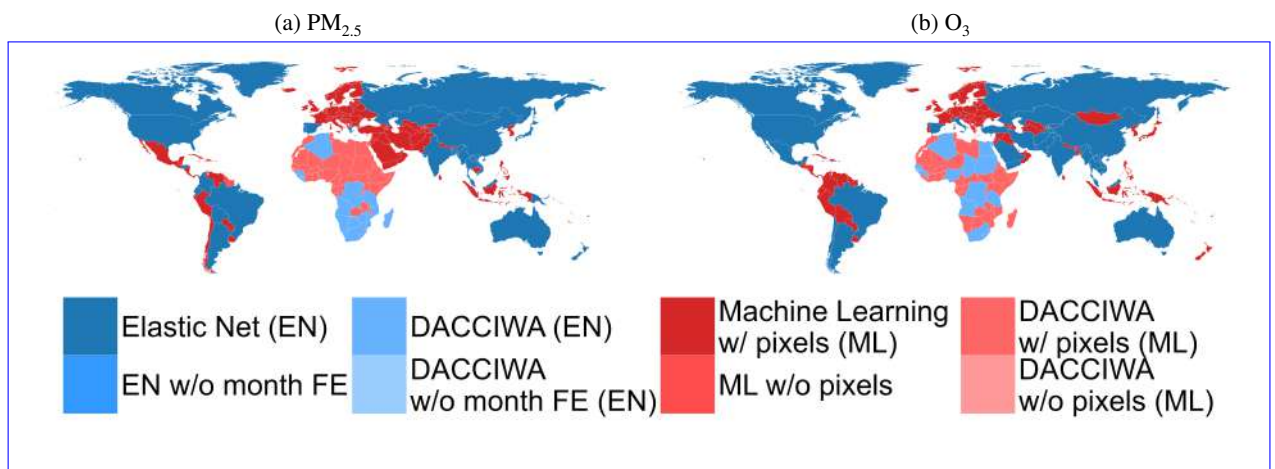 (a) PM2.5
(b) O3
Elastic Net (EN)
EN w/o month FE
DACCIWA (EN)
DACCIWA
w/o month FE (EN)
Machine Learning
w/ pixels (ML)
ML w/o pixels
DACCIWA
w/ pixels (ML)
DACCIWA
w/o pixels (ML)